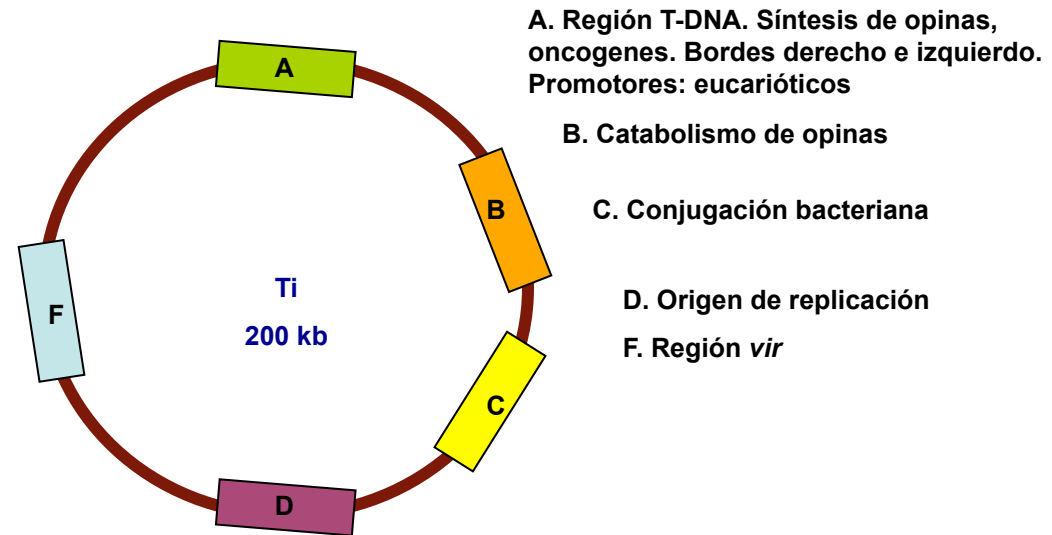 A. Región T-DNA. Síntesis de opinas,
oncogenes. Bordes derecho e izquierdo.
Promotores: eucarióticos
B. Catabolismo de opinas
C. Conjugación bacteriana
D. Origen de replicación
F. Región vir
A
B
C
D
F
Ti
200 kb